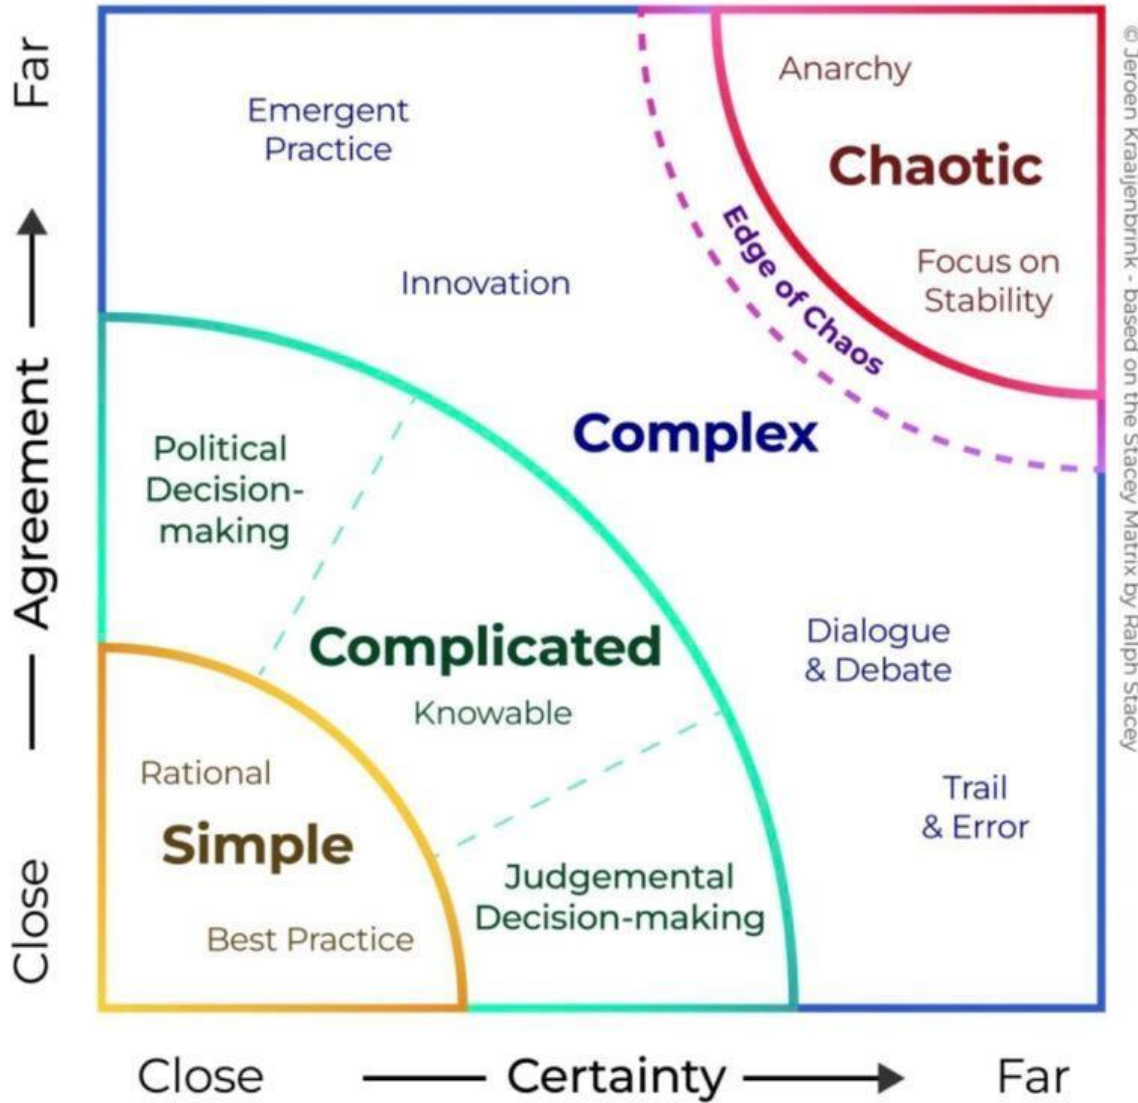 Far
Agreement
Close
Emergent
Practice
Innovation
Anarchy
Chaotic
Focus on
Stability
Edge of Chaos
Complex
Political
Decision-
making
Complicated
Knowable
Dialogue
& Debate
Trail
& Error
Rational
Simple
Best Practice
Judgemental
Decision-making
Close
Certainty
Far
© Jeroen Kraaijenbrink - based on the Stacey Matrix by Ralph Stacey